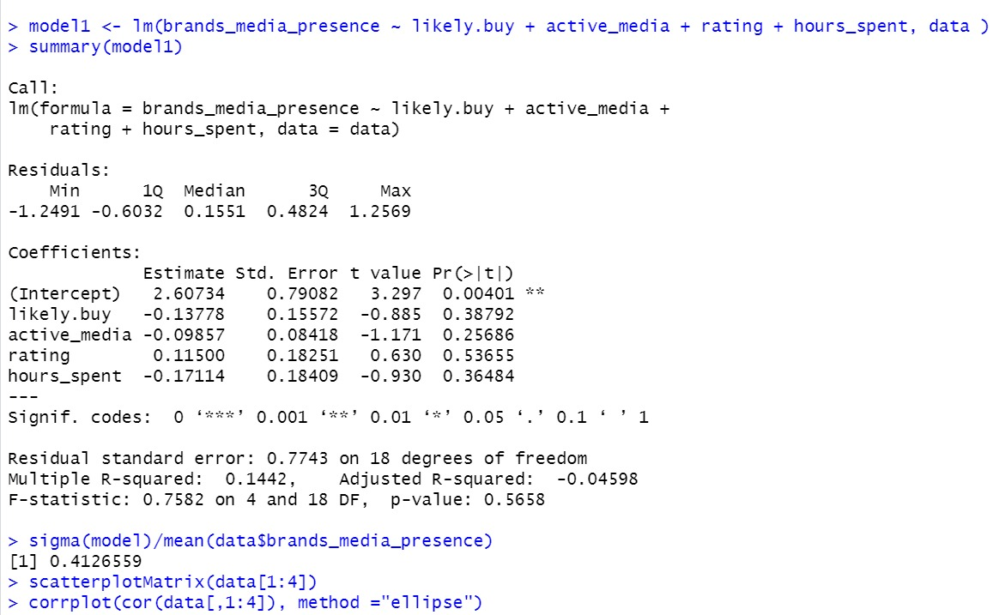 > model1 <- lm(brands_media_presence ~ likely.buy + active_media + rating + hours_spent, data )
> summary(model1)
Call:
lm(formula = brands_media_presence ~ likely.buy + active_media +
    rating + hours_spent, data = data)
Residuals:
    Min      1Q  Median      3Q     Max
-1.2491 -0.6032  0.1551  0.4824  1.2569
Coefficients:
             Estimate Std. Error t value Pr(>|t|)
(Intercept)   2.60734    0.79082   3.297  0.00401 **
likely.buy   -0.13778    0.15572  -0.885  0.38792
active_media -0.09857    0.08418  -1.171  0.25686
rating        0.11500    0.18251   0.630  0.53655
hours_spent  -0.17114    0.18409  -0.930  0.36484
---
Signif. codes:  0 ‘***’ 0.001 ‘**’ 0.01 ‘*’ 0.05 ‘.’ 0.1 ‘ ’ 1
Residual standard error: 0.7743 on 18 degrees of freedom
Multiple R-squared:  0.1442,    Adjusted R-squared:  -0.04598
F-statistic: 0.7582 on 4 and 18 DF,  p-value: 0.5658
> sigma(model)/mean(data$brands_media_presence)
[1] 0.4126559
> scatterplotMatrix(data[1:4])
> corrplot(cor(data[,1:4]), method ="ellipse")